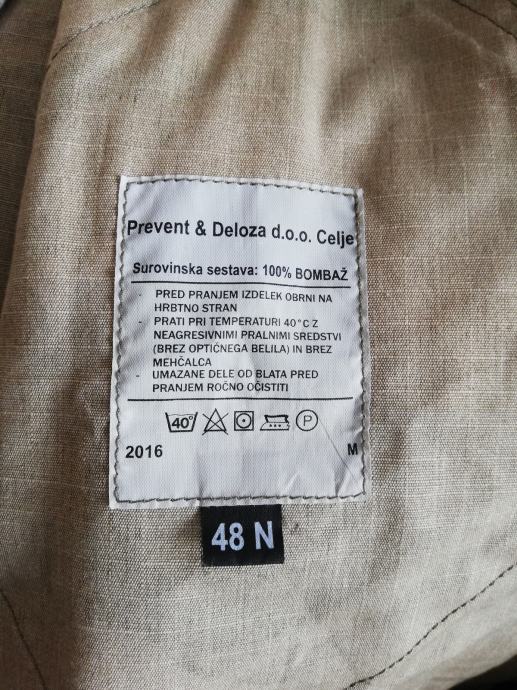 Prevent & Deloza d.o.o. Celje
Surovinska sestava: 100% BOMBAŽ
- PRED PRANJEM IZDELEK OBRNI NA
HRBTNO STRAN
- PRATI PRI TEMPERATURI 40°C Z
NEAGRESIVNIMI PRALNIMI SREDSTVI
(BREZ OPTIČNEGA BELILA) IN BREZ
MEHČALCA
- UMAZANE DELE OD BLATA PRED
PRANJEM ROČNO OČISTITI
40° P
2016 M
48 N